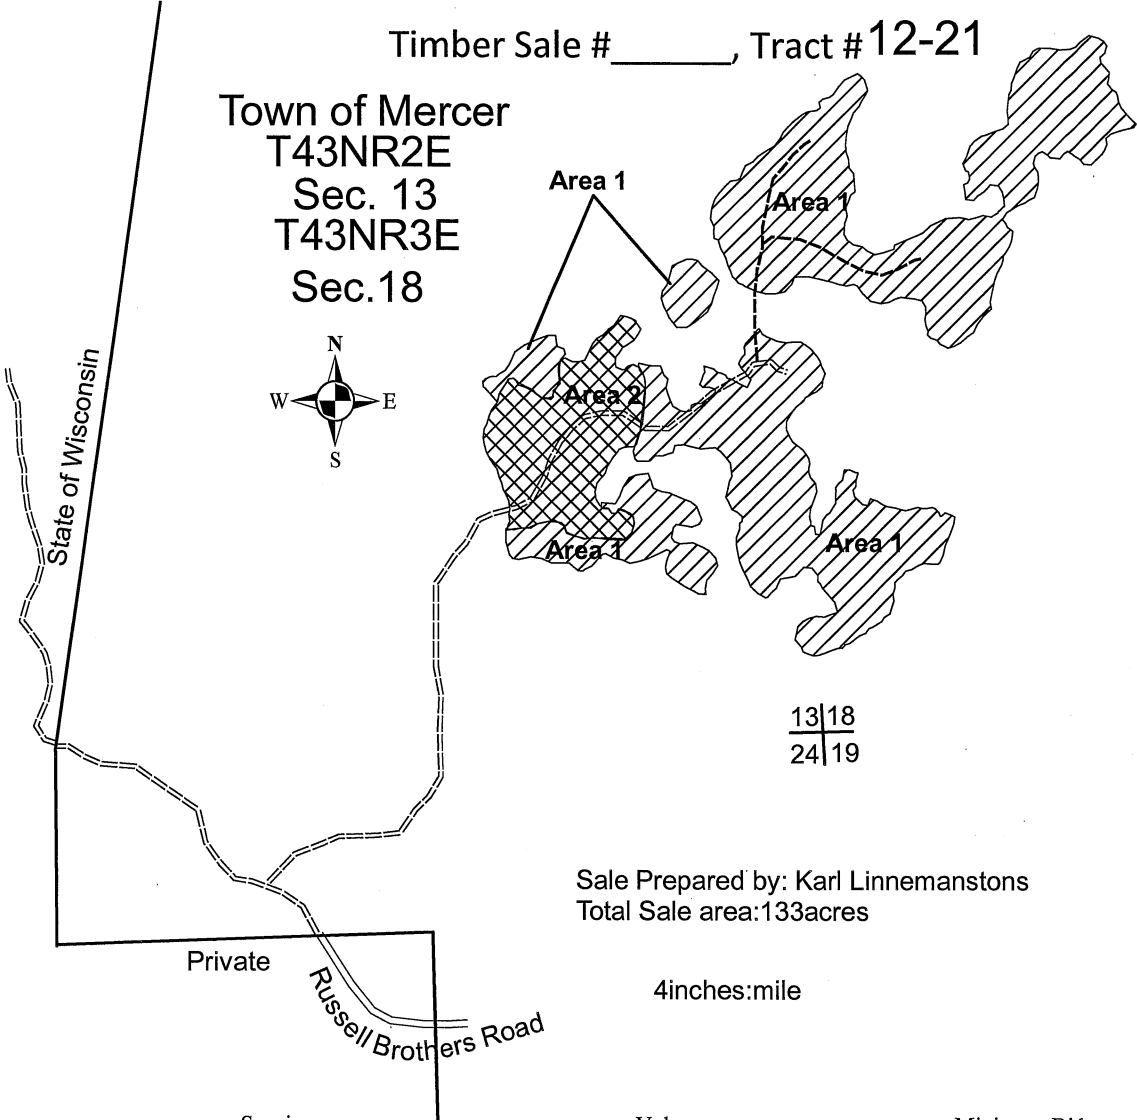 Timber Sale #______, Tract # 12-21
Town of Mercer
T43NR2E
Sec. 13
T43NR3E
Sec.18
Area 1
Area 1
N
W E
S
State of Wisconsin
Area 2
Area 1
Area 1
13 18
24 19
Sale Prepared by: Karl Linnemanstons
Total Sale area:133acres
Private
4inches:mile
Russell Brothers Road